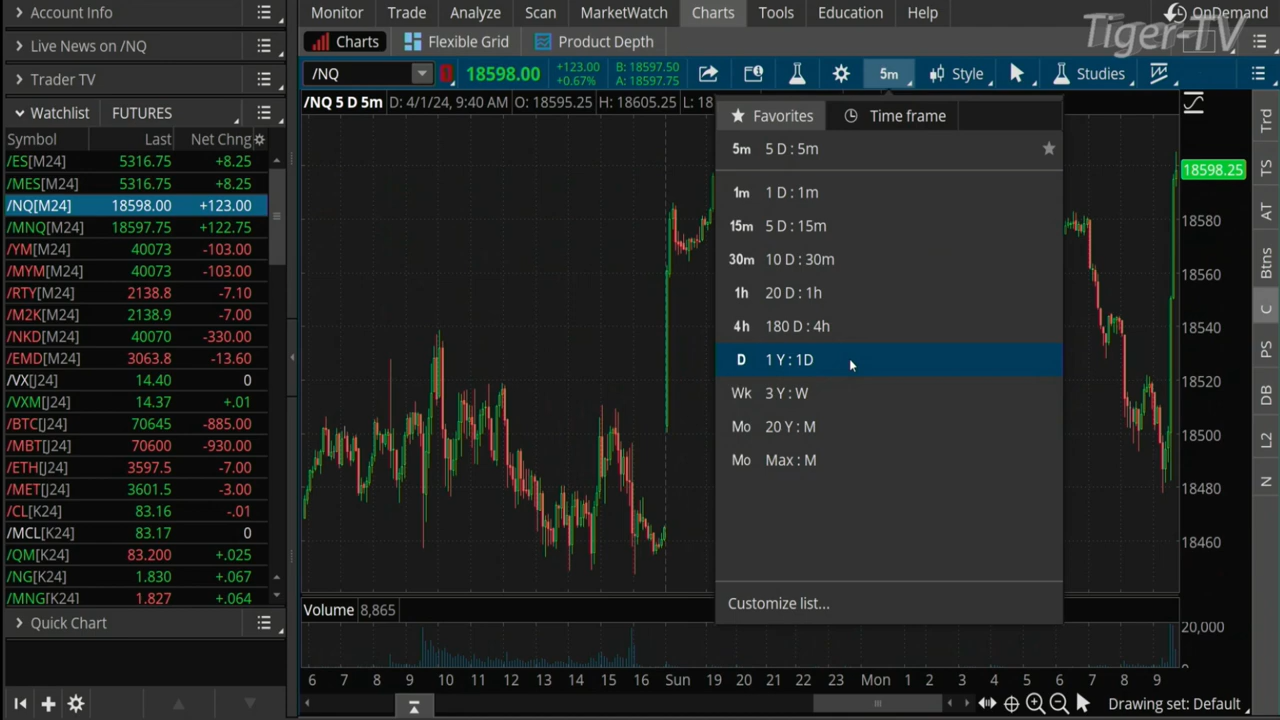 Account Info
Live News on /NQ
Trader TV
Watchlist FUTURES
Symbol Last Net Chng
/ES[M24] 5316.75 +8.25
/MES[M24] 5316.75 +8.25
/NQ[M24] 18598.00 +123.00
/MNQ[M24] 18597.75 +122.75
/YM[M24] 40073 -103.00
/MYM[M24] 40073 -103.00
/RTY[M24] 2138.8 -7.10
/M2K[M24] 2138.9 -7.00
/NKD[M24] 40070 -330.00
/EMD[M24] 3063.8 -13.60
/VX[J24] 14.40 0
/VXM[J24] 14.37 +.01
/BTC[J24] 70645 -885.00
/MBT[J24] 70600 -930.00
/ETH[J24] 3597.5 -7.00
/MET[J24] 3601.5 -3.00
/CL[K24] 83.16 -.01
/MCL[K24] 83.17 0
/QM[K24] 83.200 +.025
/NG[K24] 1.830 +.067
/MNG[K24] 1.827 +.064
Quick Chart
Monitor Trade Analyze Scan MarketWatch Charts Tools Education Help
OnDemand
Tiger-TV
Charts Flexible Grid Product Depth
/NQ 18598.00 +123.00 +0.67% B: 18597.50 A: 18597.75 5m Style Studies
/NQ 5 D 5m D: 4/1/24, 9:40 AM O: 18595.25 H: 18605.25 L: 18
Favorites Time frame
5m 5 D : 5m
1m 1 D : 1m
15m 5 D : 15m
30m 10 D : 30m
1h 20 D : 1h
4h 180 D : 4h
D 1 Y : 1D
Wk 3 Y : W
Mo 20 Y : M
Mo Max : M
Customize list...
18598.25
18580
18560
18540
18520
18500
18480
18460
Volume 8,865
20,000
0
6 7 8 9 10 11 12 13 14 15 16 Sun 20 21 22 23 Mon 1 2 3 4 5 6 7 8 9
Drawing set: Default
Trd
TS
AT
Btns
C
PS
DB
L2
N